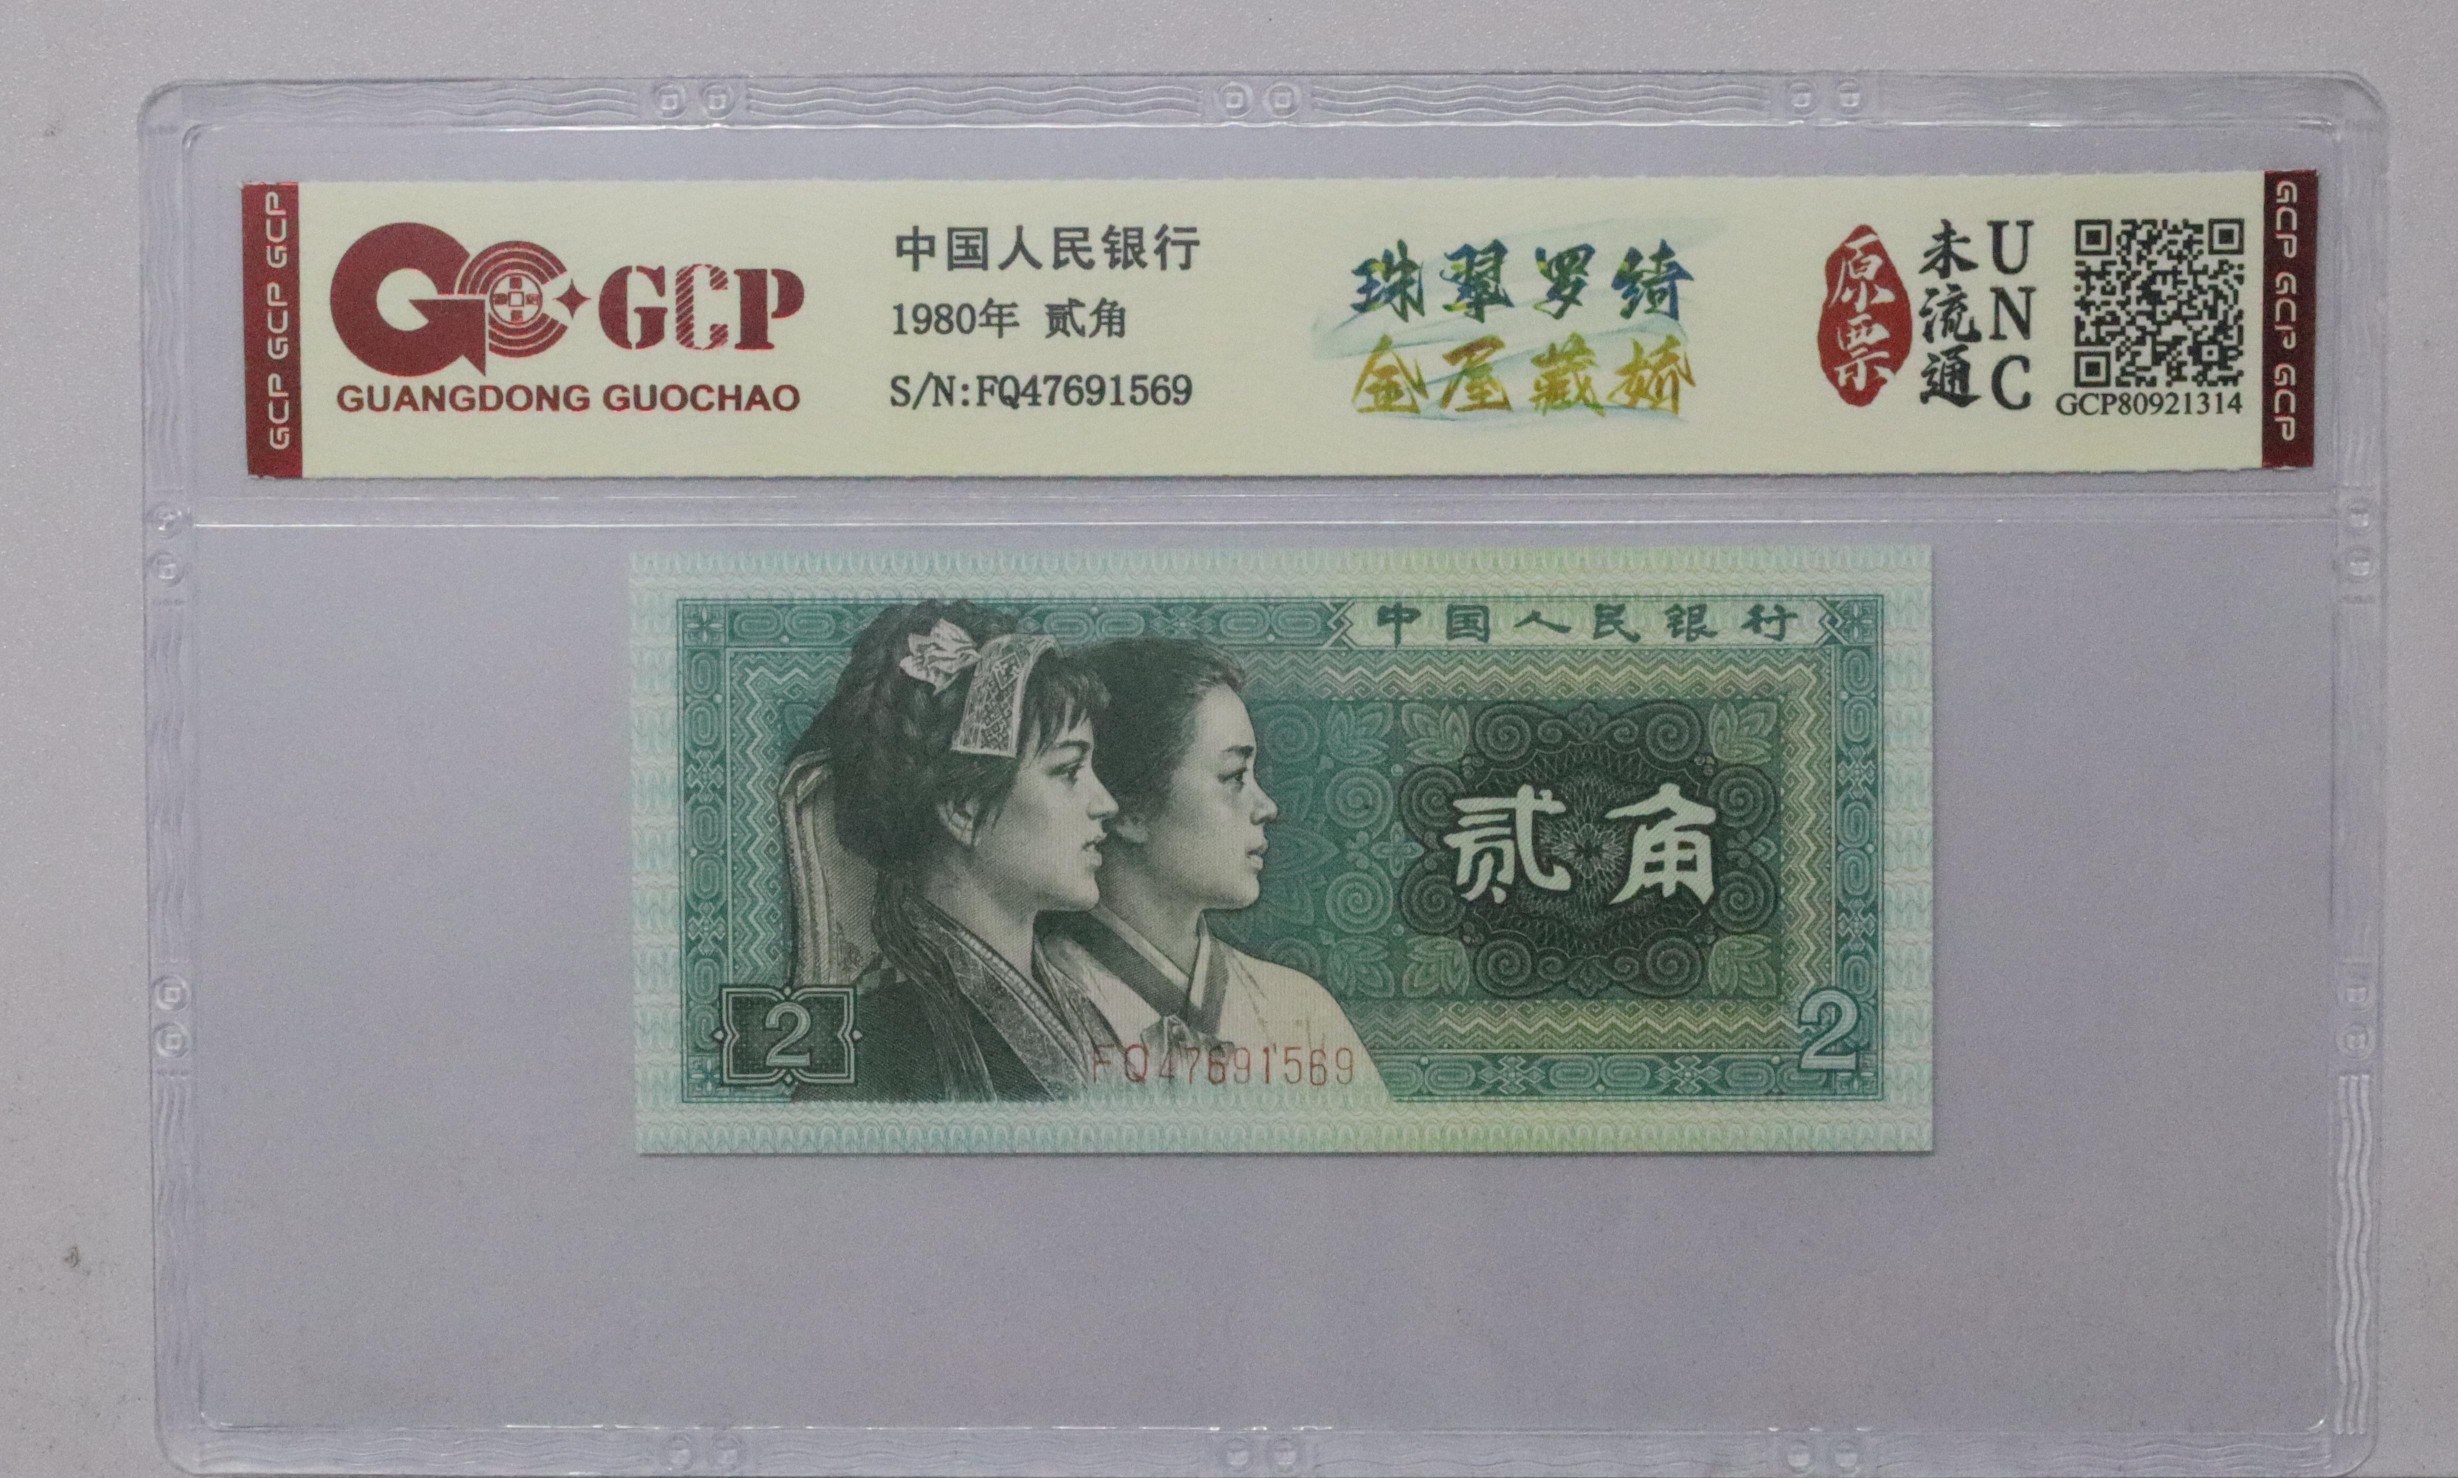 GCP GCP GCP
GCP
GUANGDONG GUOCHAO
中国人民银行
1980年 贰角
S/N:FQ47691569
珠翠罗绮
金屋藏娇
原票
未流通
UNC
GCP80921314
GCP GCP GCP
中国人民银行
贰角
2
FQ47691569
2